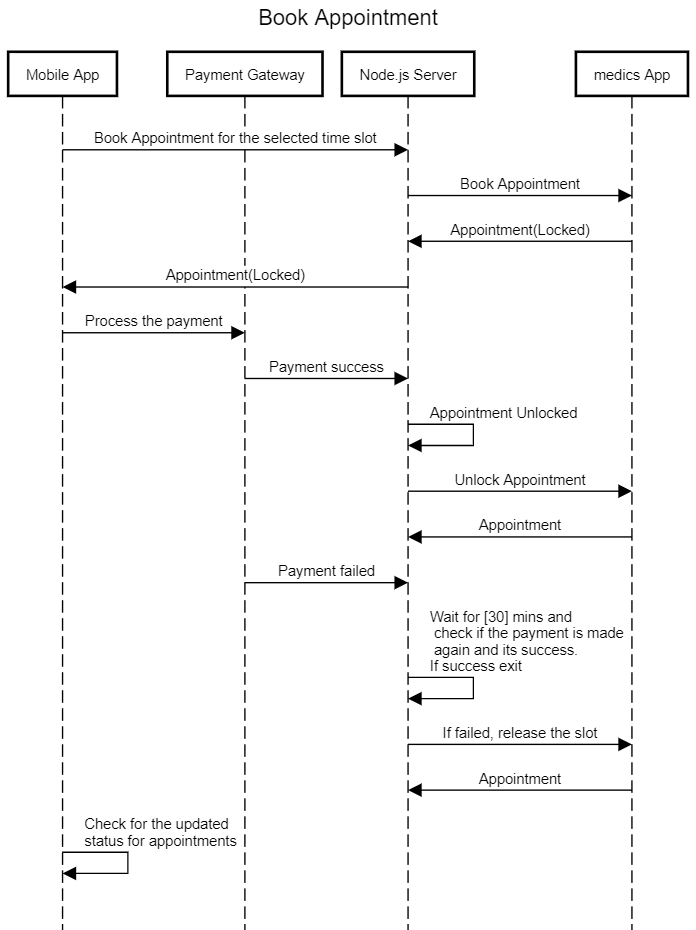 Book Appointment
Mobile App
Payment Gateway
Node.js Server
medics App
Book Appointment for the selected time slot
Book Appointment
Appointment(Locked)
Appointment(Locked)
Process the payment
Payment success
Appointment Unlocked
Unlock Appointment
Appointment
Payment failed
Wait for [30] mins and
check if the payment is made
again and its success.
If success exit
If failed, release the slot
Appointment
Check for the updated
status for appointments